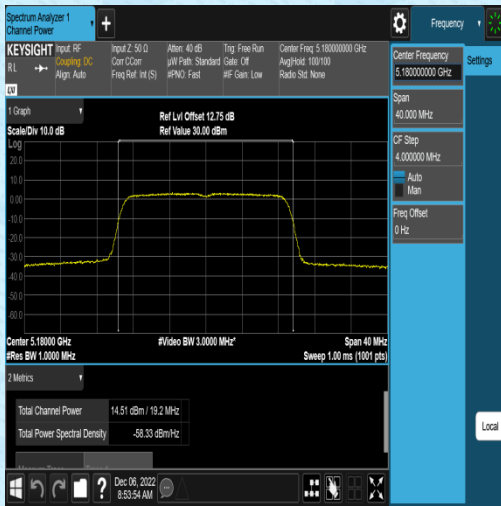 Spectrum Analyzer 1
Channel Power
+
Frequency
KEYSIGHT Input: RF Input Z: 50 Ω Atten: 40 dB Trig: Free Run Center Freq: 5.180000000 GHz
RL Coupling: DC Corr CCorr µW Path: Standard Gate: Off Avg|Hold: 100/100
Align: Auto Freq Ref: Int (S) #PNO: Fast #IF Gain: Low Radio Std: None
LXI
Center Frequency
5.180000000 GHz
Settings
Span
40.000 MHz
CF Step
4.000000 MHz
Auto
Man
Freq Offset
0 Hz
1 Graph
Ref Lvl Offset 12.75 dB
Scale/Div 10.0 dB Ref Value 30.00 dBm
Log
20.0
10.0
0.00
-10.0
-20.0
-30.0
-40.0
-50.0
-60.0
Center 5.18000 GHz #Video BW 3.0000 MHz* Span 40 MHz
#Res BW 1.0000 MHz Sweep 1.00 ms (1001 pts)
2 Metrics
Total Channel Power 14.51 dBm / 19.2 MHz
Total Power Spectral Density -58.33 dBm/Hz
Local
? Dec 06, 2022
8:53:54 AM